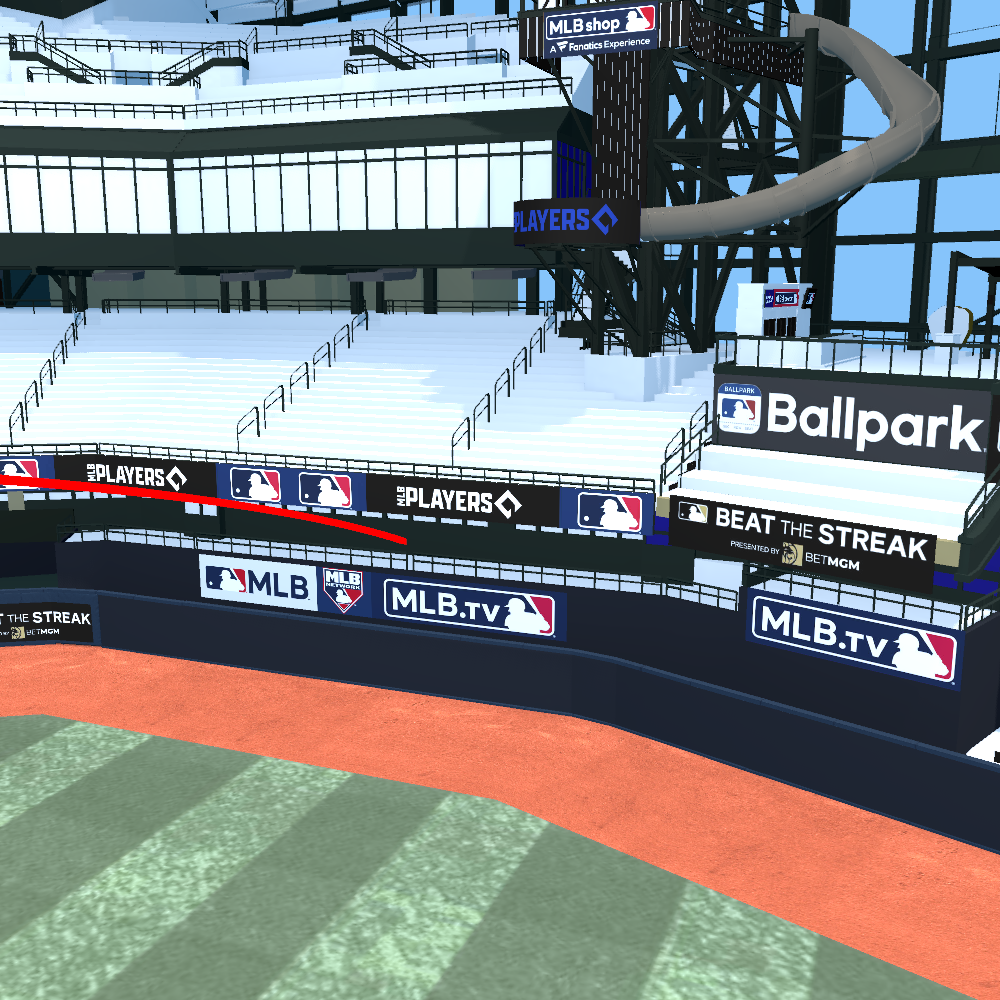 MLB shop
A Fanatics Experience
PLAYERS
BALLPARK
Ballpark
MLB PLAYERS
MLB PLAYERS
BEAT THE STREAK
PRESENTED BY BETMGM
MLB
MLB NETWORK
MLB.TV
MLB.TV
THE STREAK
BETMGM